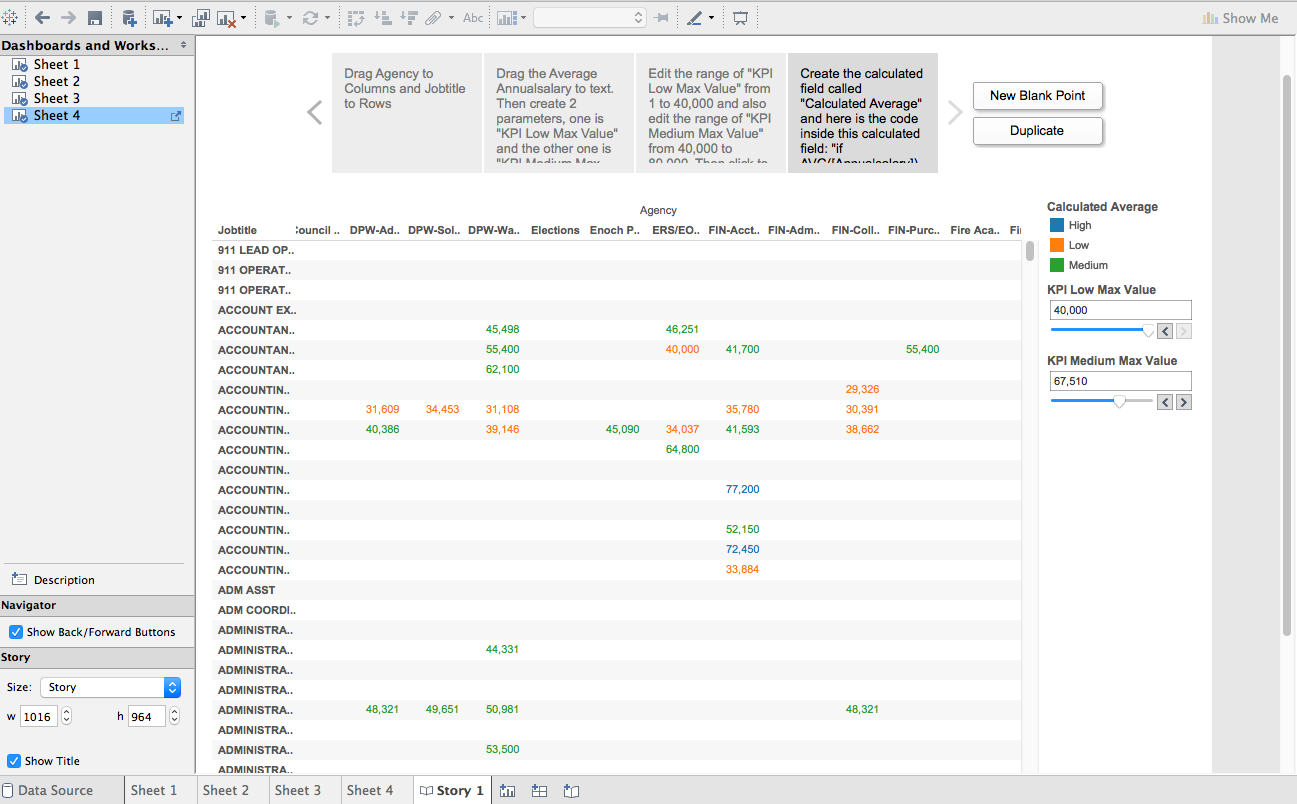 Abc
Show Me
Dashboards and Works...
Sheet 1
Sheet 2
Sheet 3
Sheet 4
Description
Navigator
Show Back/Forward Buttons
Story
Size: Story
w 1016 h 964
Show Title
Drag Agency to
Columns and Jobtitle
to Rows
Drag the Average
Annualsalary to text.
Then create 2
parameters, one is
"KPI Low Max Value"
and the other one is
"KPI Medium Max
Edit the range of "KPI
Low Max Value" from
1 to 40,000 and also
edit the range of "KPI
Medium Max Value"
from 40,000 to
80,000. Then click to
Create the calculated
field called
"Calculated Average"
and here is the code
inside this calculated
field: "if
AVG([Annualsalary])
New Blank Point
Duplicate
Agency
Jobtitle Council .. DPW-Ad.. DPW-Sol.. DPW-Wa.. Elections Enoch P.. ERS/EO.. FIN-Acct.. FIN-Adm.. FIN-Coll.. FIN-Purc.. Fire Aca.. Fi
911 LEAD OP..
911 OPERAT..
911 OPERAT..
ACCOUNT EX..
ACCOUNTAN.. 45,498 46,251
ACCOUNTAN.. 55,400 40,000 41,700 55,400
ACCOUNTAN.. 62,100
ACCOUNTIN.. 29,326
ACCOUNTIN.. 31,609 34,453 31,108 35,780 30,391
ACCOUNTIN.. 40,386 39,146 45,090 34,037 41,593 38,662
ACCOUNTIN.. 64,800
ACCOUNTIN..
ACCOUNTIN.. 77,200
ACCOUNTIN..
ACCOUNTIN.. 52,150
ACCOUNTIN.. 72,450
ACCOUNTIN.. 33,884
ADM ASST
ADM COORDI..
ADMINISTRA..
ADMINISTRA.. 44,331
ADMINISTRA..
ADMINISTRA..
ADMINISTRA.. 48,321 49,651 50,981 48,321
ADMINISTRA..
ADMINISTRA.. 53,500
ADMINISTRA..
Calculated Average
High
Low
Medium
KPI Low Max Value
40,000
KPI Medium Max Value
67,510
Data Source Sheet 1 Sheet 2 Sheet 3 Sheet 4 Story 1